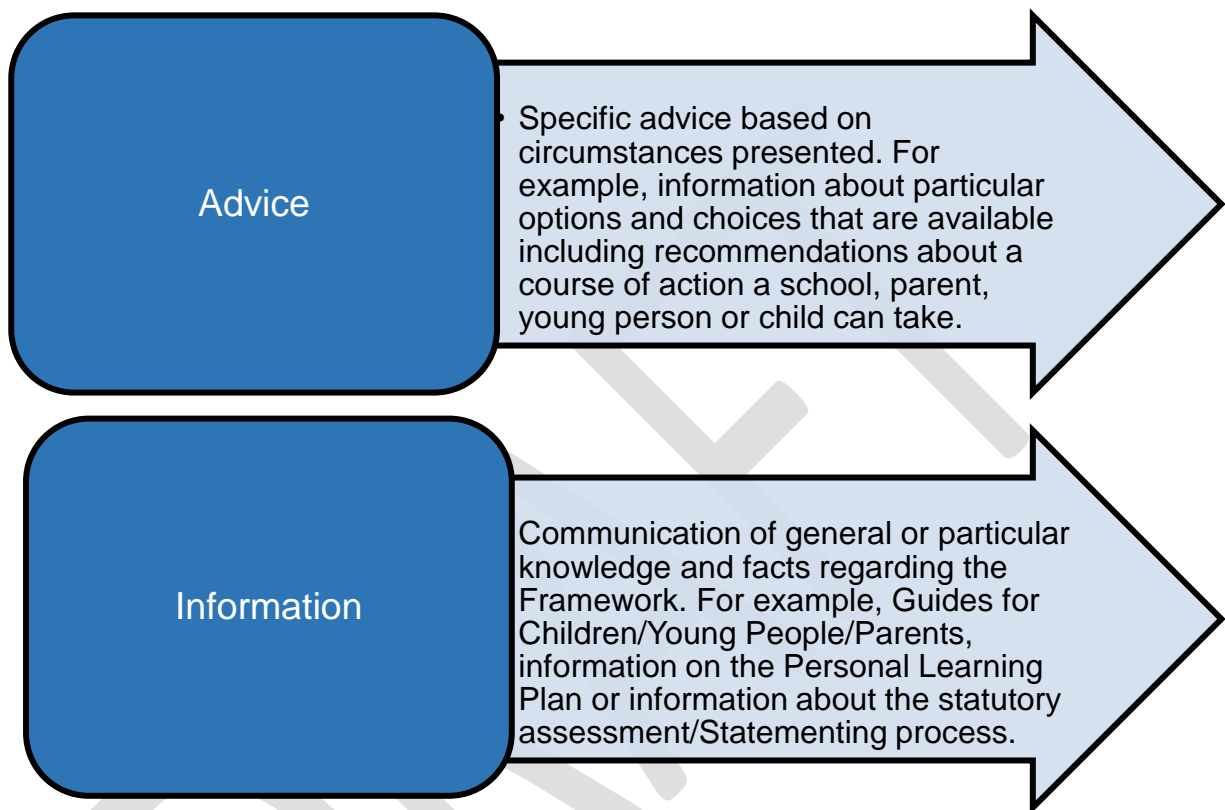 Advice
• Specific advice based on
circumstances presented. For
example, information about particular
options and choices that are available
including recommendations about a
course of action a school, parent,
young person or child can take.
Information
Communication of general or particular
knowledge and facts regarding the
Framework. For example, Guides for
Children/Young People/Parents,
information on the Personal Learning
Plan or information about the statutory
assessment/Statementing process.